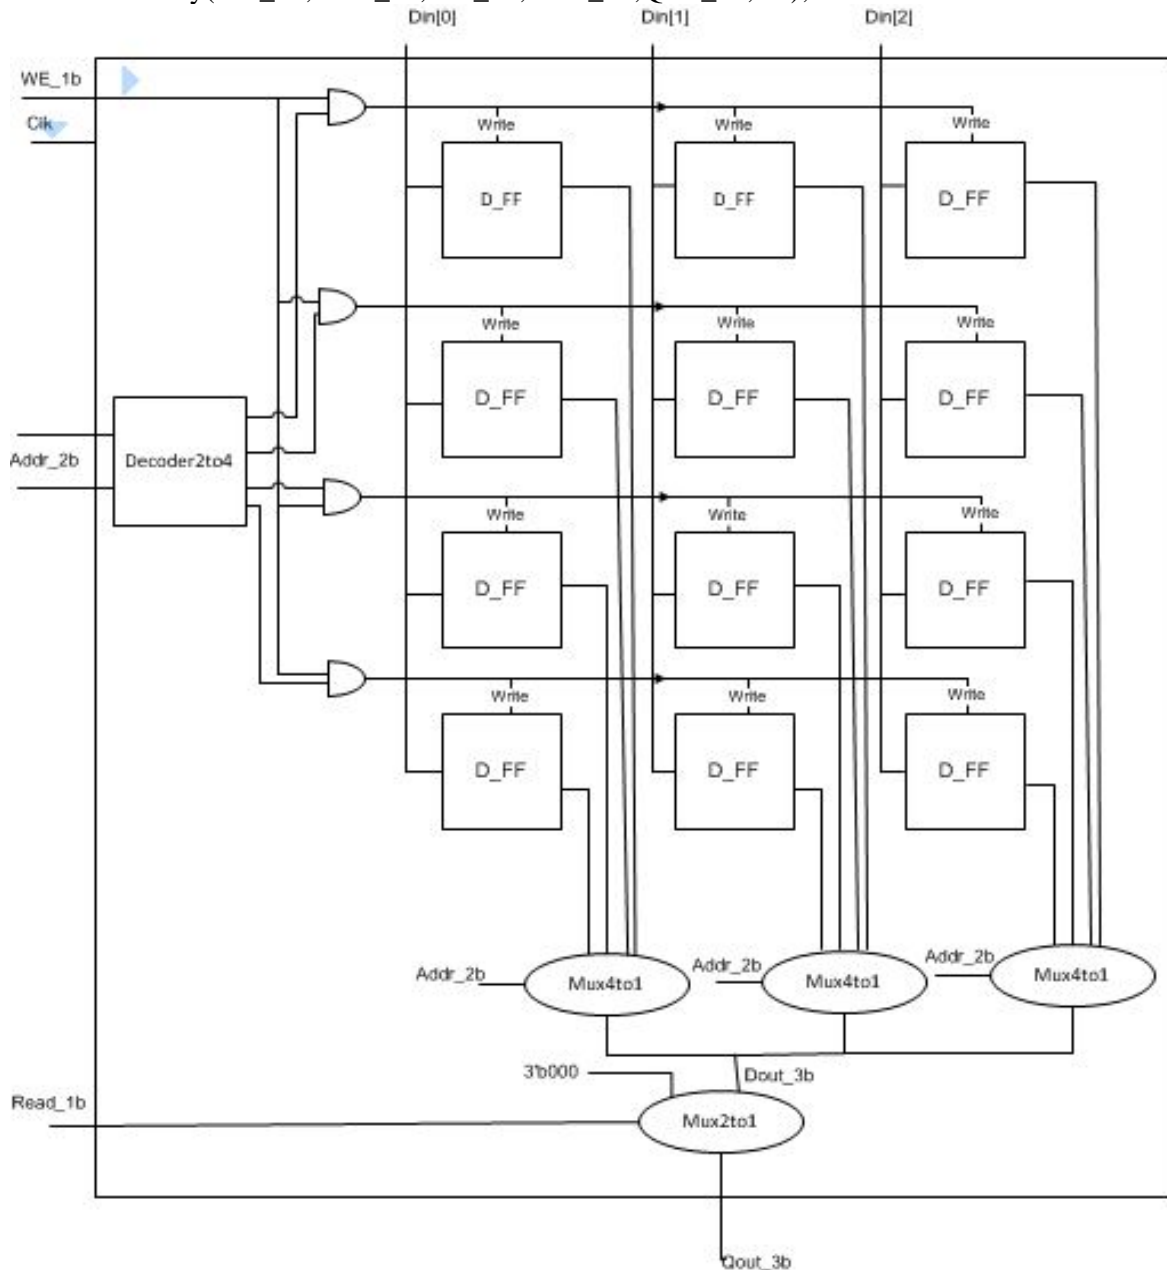 Din[0] Din[1] Din[2]
WE_1b
Clk
Write Write Write
D_FF D_FF D_FF
Write Write Write
D_FF D_FF D_FF
Addr_2b Decoder2to4
Write Write Write
D_FF D_FF D_FF
Write Write Write
D_FF D_FF D_FF
Addr_2b Mux4to1 Addr_2b Mux4to1 Addr_2b Mux4to1
3'b000 Dout_3b
Read_1b Mux2to1
Qout_3b